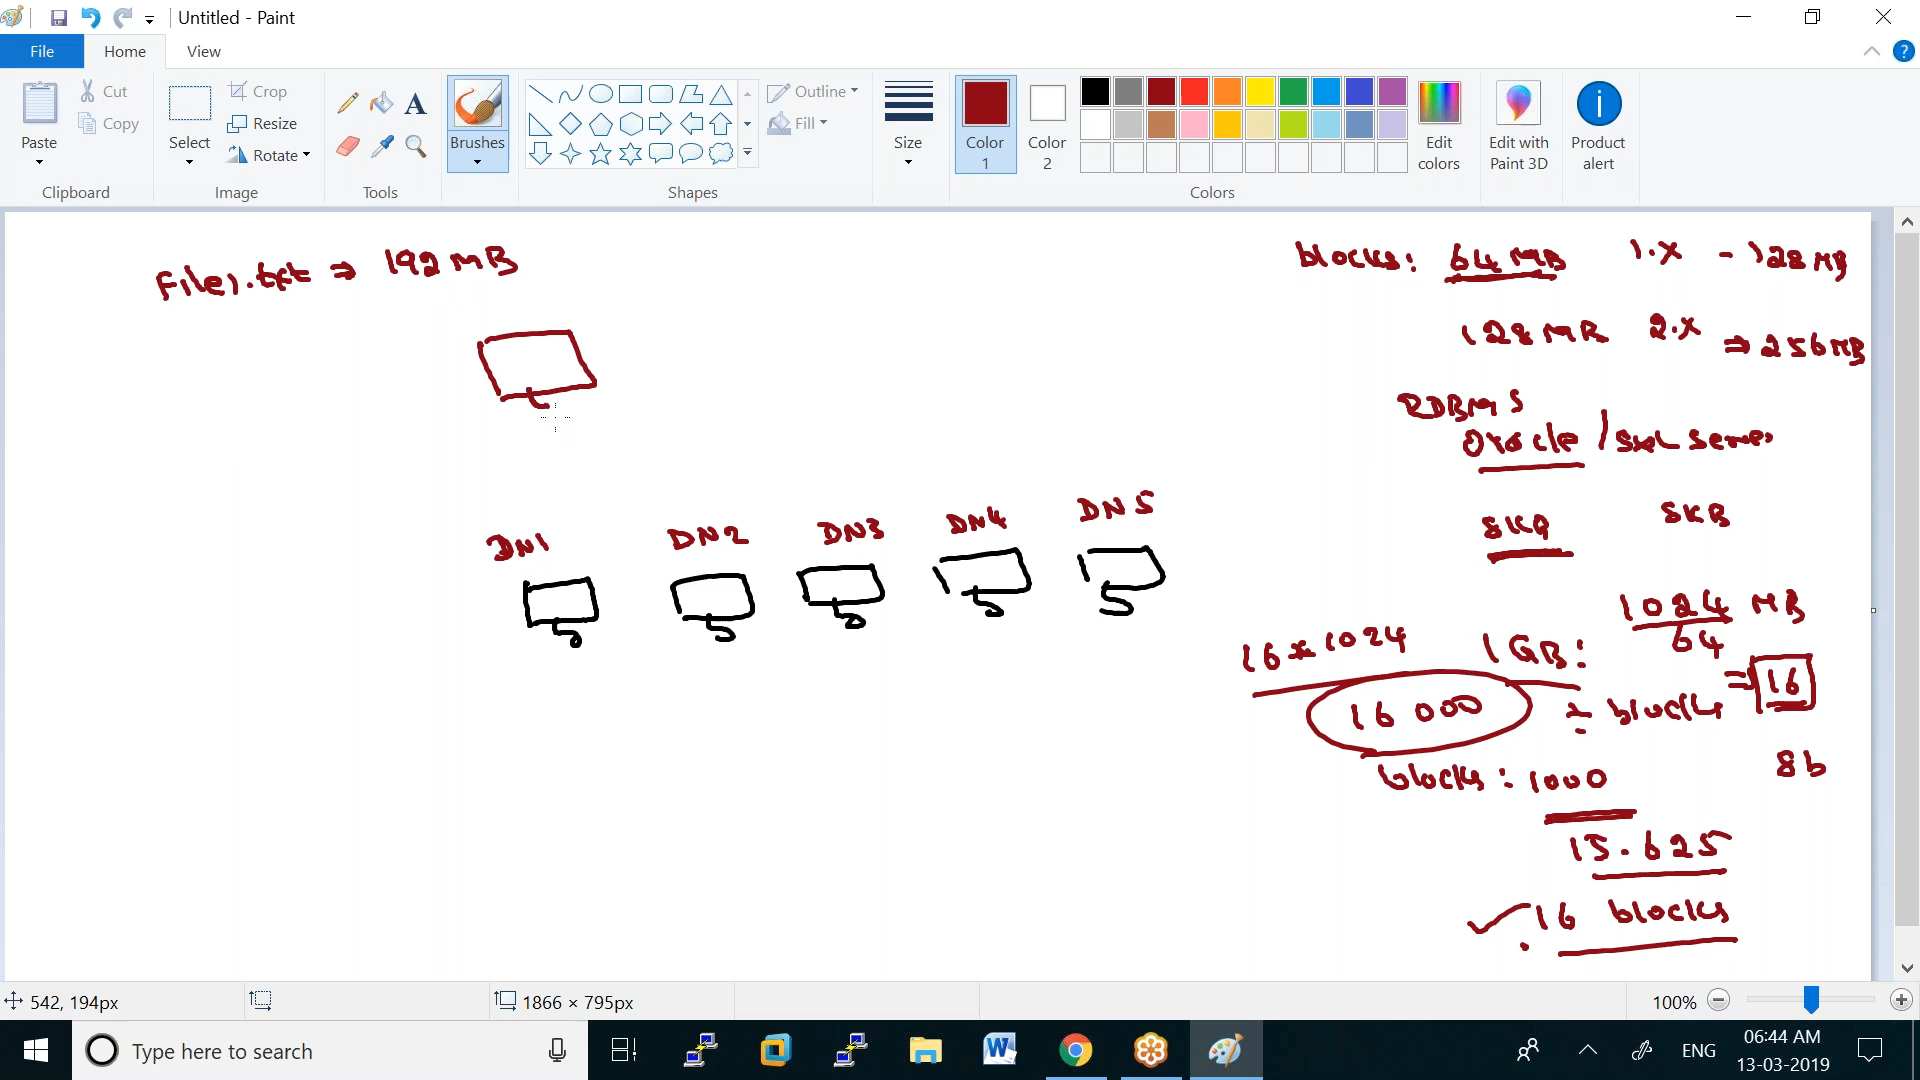 Untitled - Paint
File Home View
Paste
Cut
Copy
Clipboard
Select
Crop
Resize
Rotate
Image
Tools
Brushes
Shapes
Outline
Fill
Size
Color 1
Color 2
Colors
Edit colors
Edit with Paint 3D
Product alert
File1.txt ⇒ 192 MB
blocks: 64 MB 1.x - 128 MB
128 MB 2.x ⇒ 256 MB
RDBMS
Oracle / SQL Server
8KB 8KB
DN1 DN2 DN3 DN4 DN5
1024 MB
64
16*1024 1GB:
= 16
16 000 blocks
8b
blocks: 1000
15.625
16 blocks
542, 194px
1866 × 795px
100%
Type here to search
ENG
06:44 AM
13-03-2019